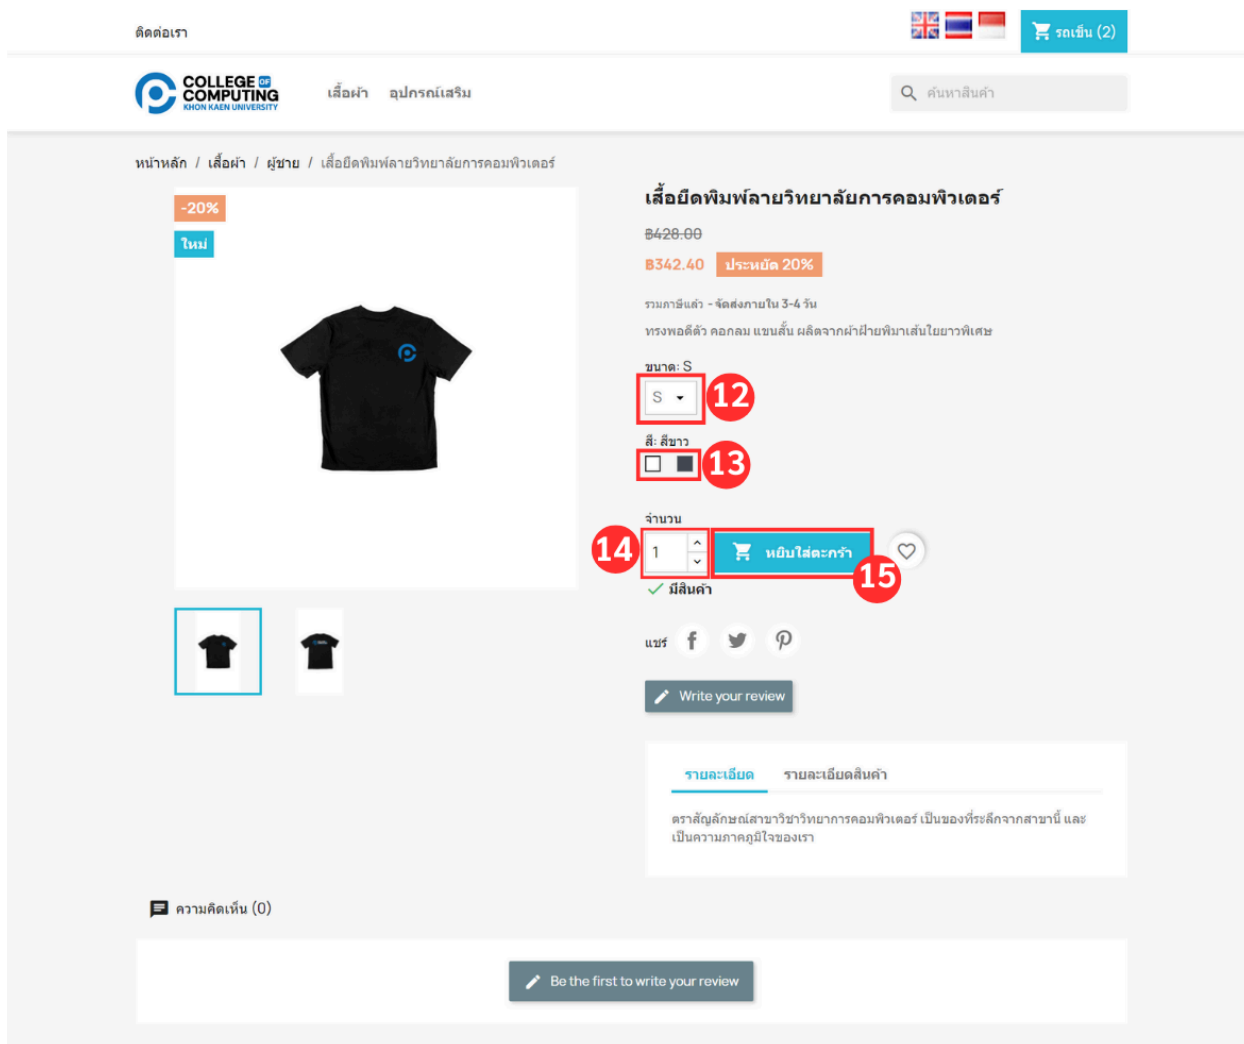 ติดต่อเรา
รถเข็น (2)
COLLEGE OF
COMPUTING
KHON KAEN UNIVERSITY
เสื้อผ้า อุปกรณ์เสริม
ค้นหาสินค้า
หน้าหลัก / เสื้อผ้า / ผู้ชาย / เสื้อยืดพิมพ์ลายวิทยาลัยการคอมพิวเตอร์
-20%
ใหม่
เสื้อยืดพิมพ์ลายวิทยาลัยการคอมพิวเตอร์
฿428.00
฿342.40 ประหยัด 20%
รวมภาษีแล้ว - จัดส่งภายใน 3-4 วัน
ทรงพอดีตัว คอกลม แขนสั้น ผลิตจากผ้าฝ้ายพิมาเส้นใยยาวพิเศษ
ขนาด: S
S
12
สี: สีขาว
13
จำนวน
14
1
หยิบใส่ตะกร้า
15
มีสินค้า
แชร์
Write your review
รายละเอียด รายละเอียดสินค้า
ตราสัญลักษณ์สาขาวิชาวิทยาการคอมพิวเตอร์ เป็นของที่ระลึกจากสาขานี้ และ
เป็นความภาคภูมิใจของเรา
ความคิดเห็น (0)
Be the first to write your review